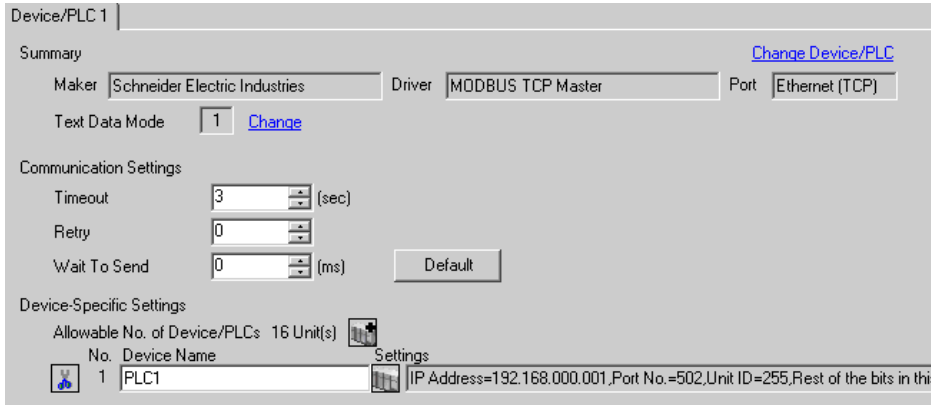 Device/PLC 1
Summary
Change Device/PLC
Maker Schneider Electric Industries Driver MODBUS TCP Master Port Ethernet (TCP)
Text Data Mode 1 Change
Communication Settings
Timeout 3 (sec)
Retry 0
Wait To Send 0 (ms) Default
Device-Specific Settings
Allowable No. of Device/PLCs 16 Unit(s)
No. Device Name Settings
1 PLC1 IP Address=192.168.000.001,Port No.=502,Unit ID=255,Rest of the bits in this